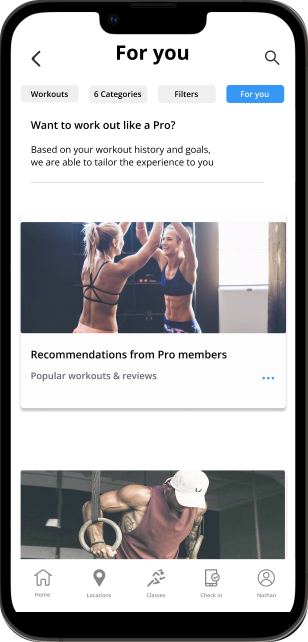 For you
Workouts
6 Categories
Filters
For you
Want to work out like a Pro?
Based on your workout history and goals,
we are able to tailor the experience to you
Recommendations from Pro members
Popular workouts & reviews
Home
Locations
Classes
Check in
Nathan